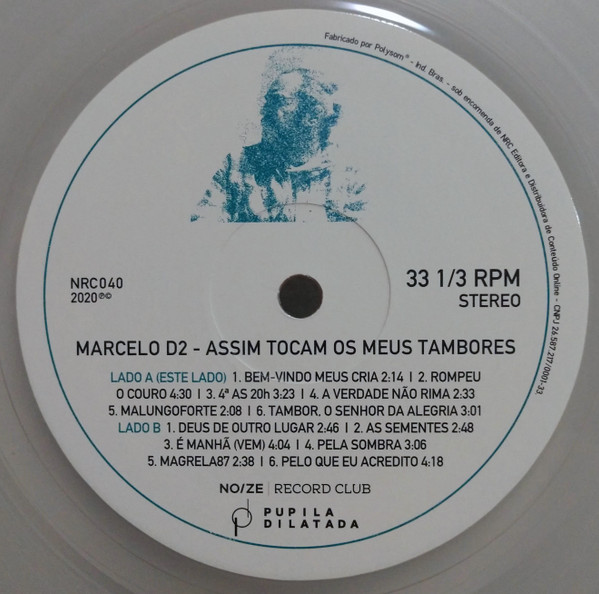 Fabricado por Polysom® - Ind. Bras. - sob encomenda de NRC Editora e Distribuidora de Conteúdo Online - CNPJ 26.587.217/0001-33.
NRC040
2020℗©
33 1/3 RPM
STEREO
MARCELO D2 - ASSIM TOCAM OS MEUS TAMBORES
LADO A (ESTE LADO) 1. BEM-VINDO MEUS CRIA 2:14 | 2. ROMPEU
O COURO 4:30 | 3. 4ª AS 20h 3:23 | 4. A VERDADE NÃO RIMA 2:33
5. MALUNGOFORTE 2:08 | 6. TAMBOR, O SENHOR DA ALEGRIA 3:01
LADO B 1. DEUS DE OUTRO LUGAR 2:46 | 2. AS SEMENTES 2:48
3. É MANHÃ (VEM) 4:04 | 4. PELA SOMBRA 3:06
5. MAGRELA87 2:38 | 6. PELO QUE EU ACREDITO 4:18
NO/ZE | RECORD CLUB
PUPILA
DILATADA